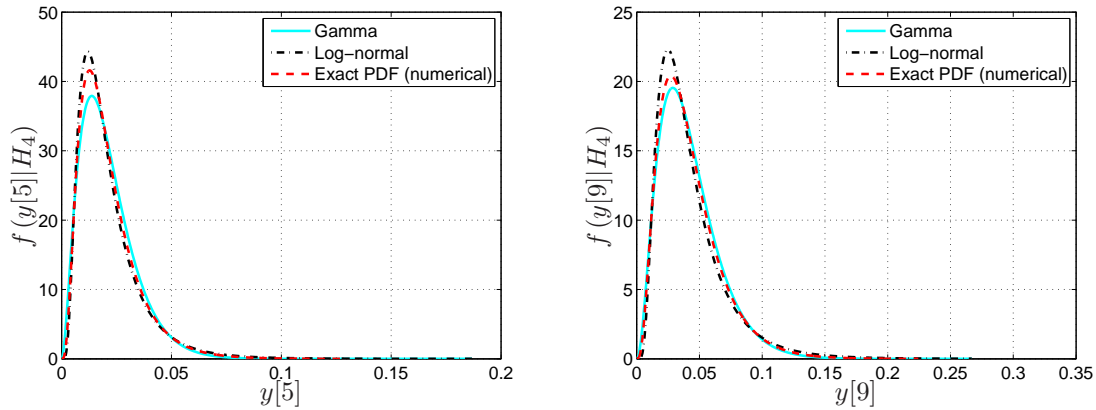 50
40
30
20
10
0
f (y[5]|H4)
0
0.05
0.1
0.15
0.2
y[5]
Gamma
Log−normal
Exact PDF (numerical)
25
20
15
10
5
0
f (y[9]|H4)
0
0.05
0.1
0.15
0.2
0.25
0.3
0.35
y[9]
Gamma
Log−normal
Exact PDF (numerical)